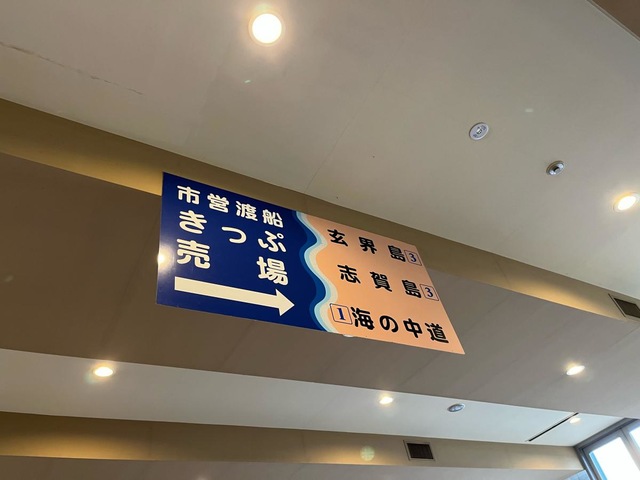 市営渡船
きっぷ
売場
玄界島3
志賀島3
1海の中道